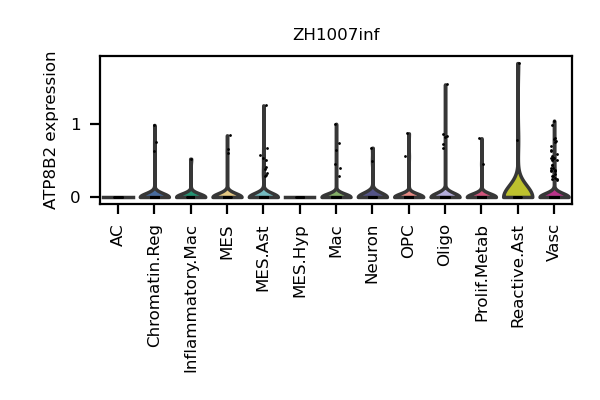 ZH1007inf
ATP8B2 expression
1
0
AC
Chromatin.Reg
Inflammatory.Mac
MES
MES.Ast
MES.Hyp
Mac
Neuron
OPC
Oligo
Prolif.Metab
Reactive.Ast
Vasc